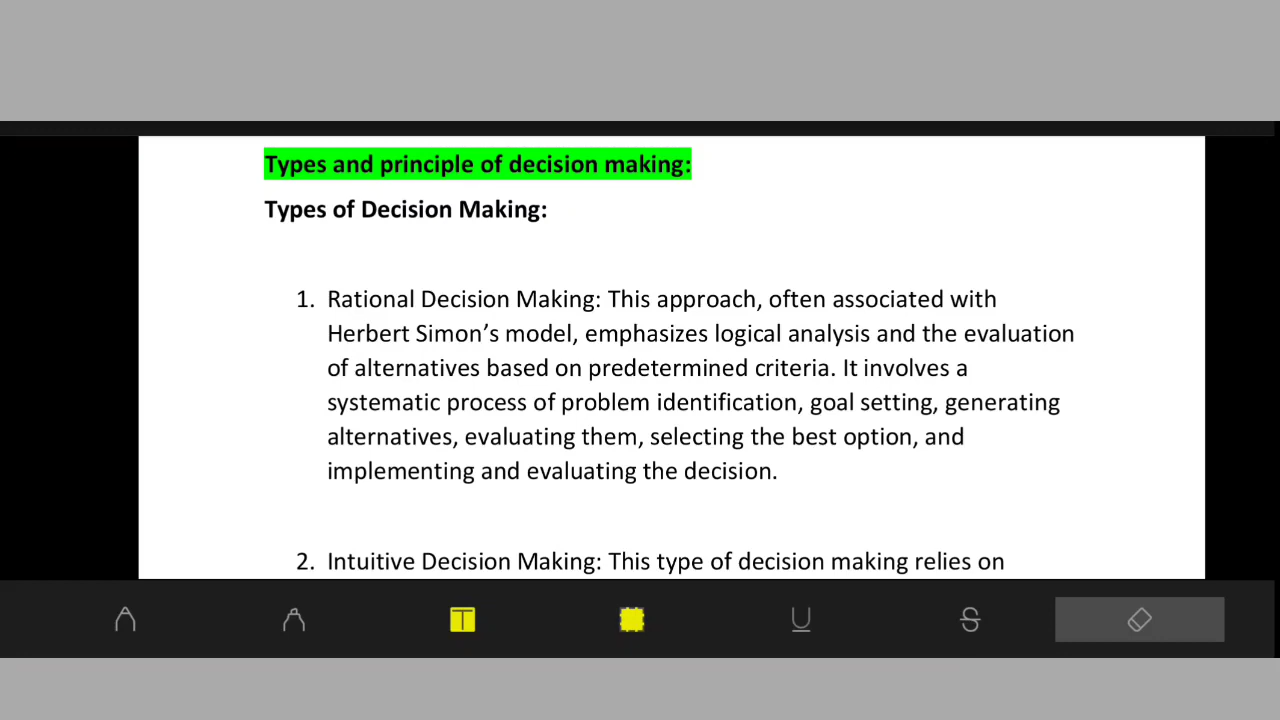 Types and principle of decision making:
Types of Decision Making:
1. Rational Decision Making: This approach, often associated with
Herbert Simon’s model, emphasizes logical analysis and the evaluation
of alternatives based on predetermined criteria. It involves a
systematic process of problem identification, goal setting, generating
alternatives, evaluating them, selecting the best option, and
implementing and evaluating the decision.
2. Intuitive Decision Making: This type of decision making relies on